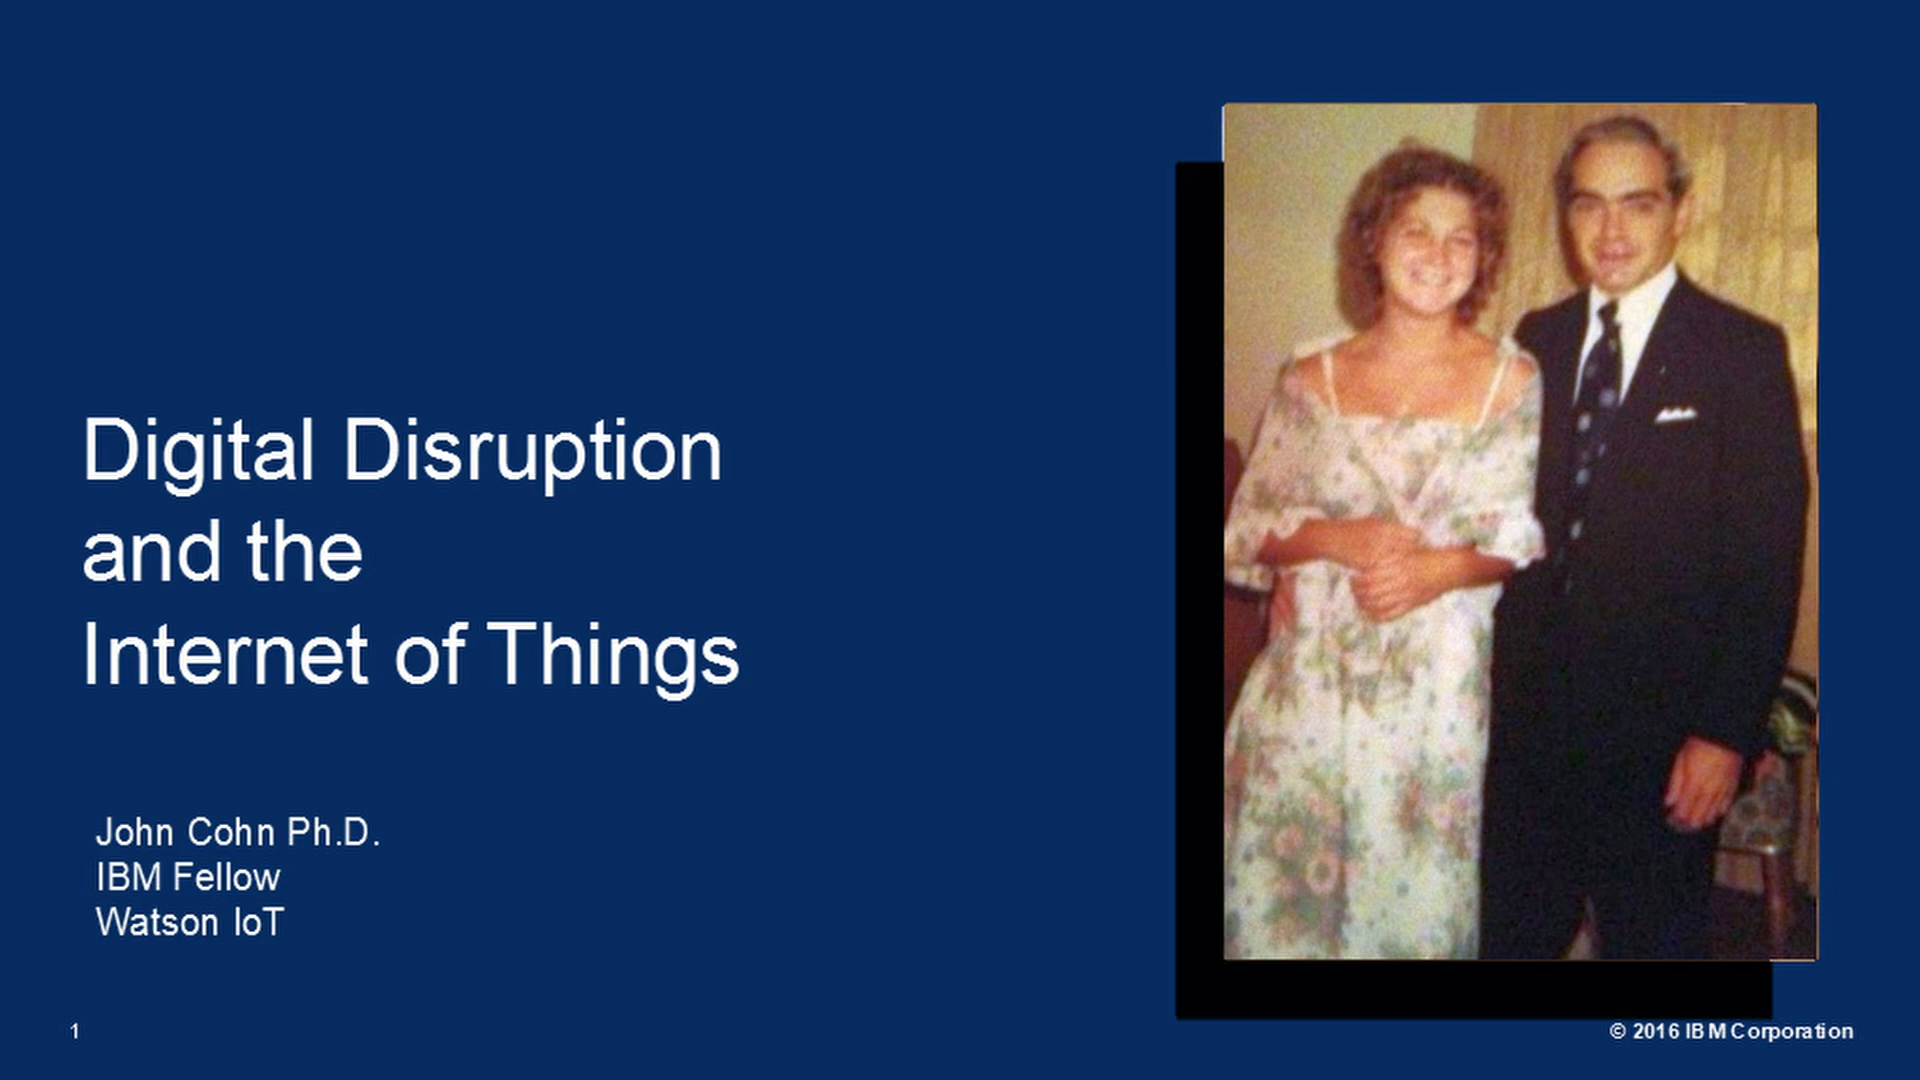 Digital Disruption
and the
Internet of Things
John Cohn Ph.D.
IBM Fellow
Watson IoT
1
© 2016 IBM Corporation